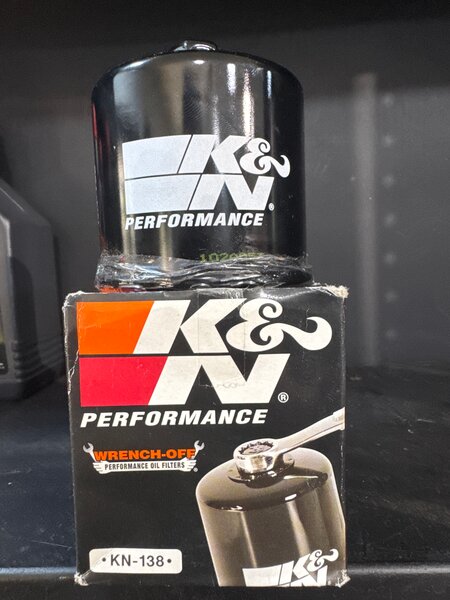 K&N®
PERFORMANCE
K&N®
PERFORMANCE
WRENCH-OFF
PERFORMANCE OIL FILTERS®
•KN-138•
K&N